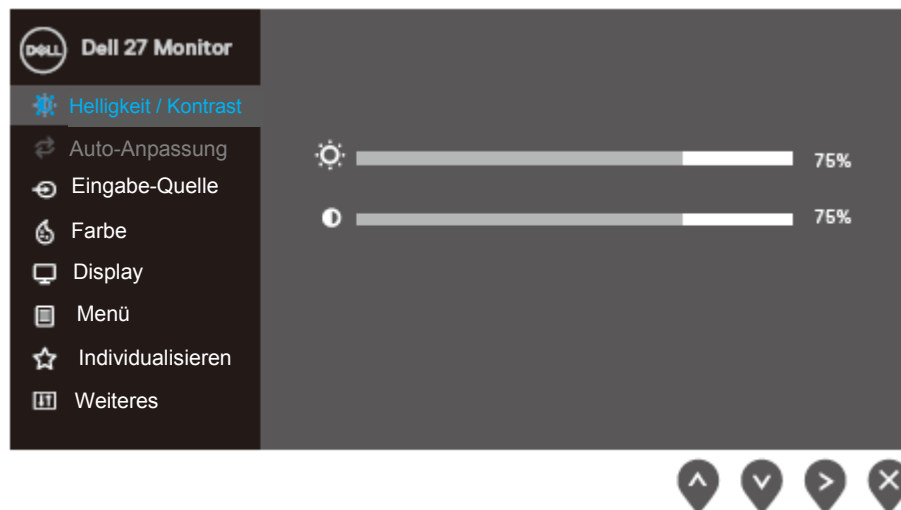 DELL Dell 27 Monitor
Helligkeit / Kontrast
Auto-Anpassung
Eingabe-Quelle
Farbe
Display
Menü
Individualisieren
Weiteres
75%
75%